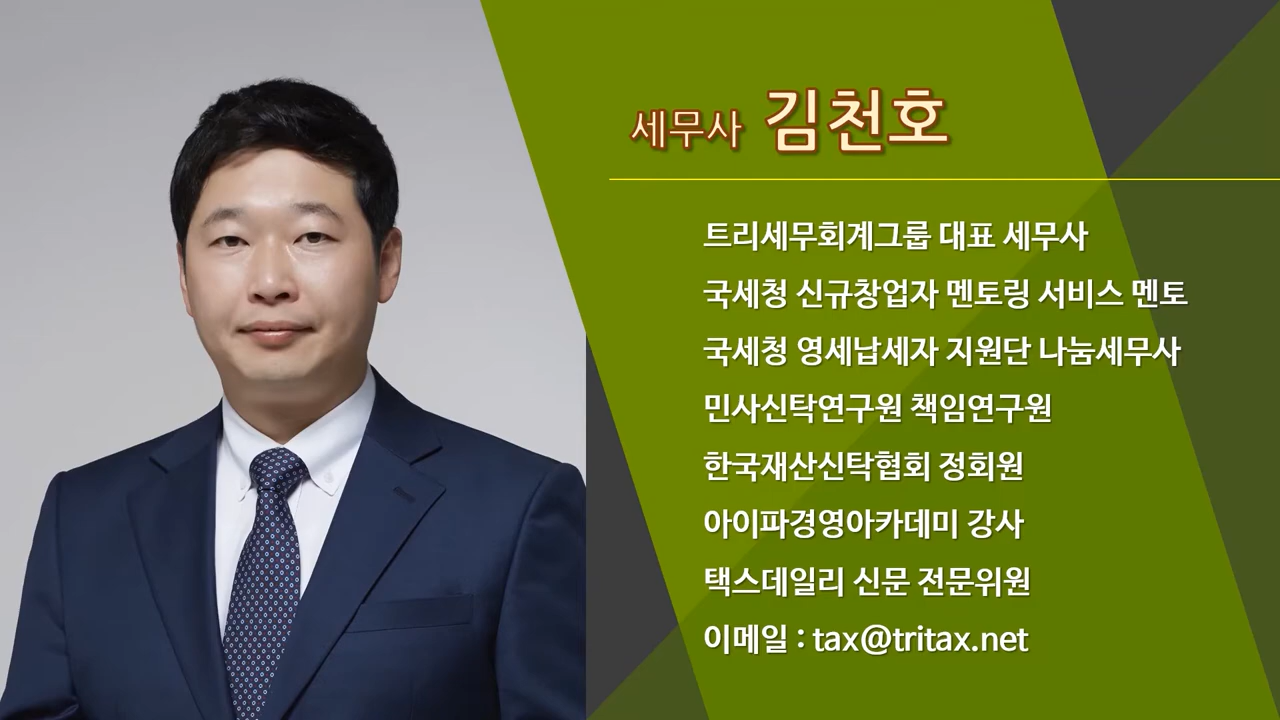 세무사 김천호
트리세무회계그룹 대표 세무사
국세청 신규창업자 멘토링 서비스 멘토
국세청 영세납세자 지원단 나눔세무사
민사신탁연구원 책임연구원
한국재산신탁협회 정회원
아이파경영아카데미 강사
택스데일리 신문 전문위원
이메일 : tax@tritax.net